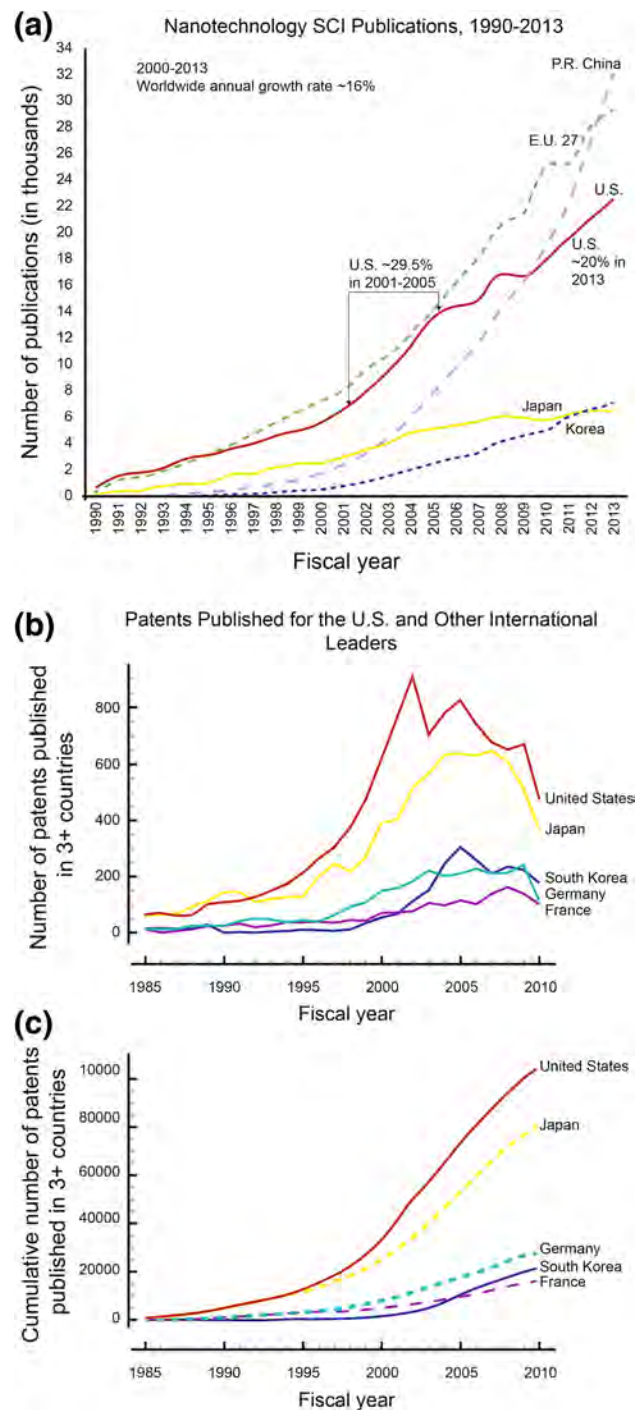 (a)
Nanotechnology SCI Publications, 1990-2013
2000-2013
Worldwide annual growth rate ~16%
Number of publications (in thousands)
34
32
30
28
26
24
22
20
18
16
14
12
10
8
6
4
2
0
P.R. China
E.U. 27
U.S.
U.S.
~20% in
2013
U.S. ~29.5%
in 2001-2005
Japan
Korea
1990
1991
1992
1993
1994
1995
1996
1997
1998
1999
2000
2001
2002
2003
2004
2005
2006
2007
2008
2009
2010
2011
2012
2013
Fiscal year
(b)
Patents Published for the U.S. and Other International
Leaders
Number of patents published
in 3+ countries
800
600
400
200
0
United States
Japan
South Korea
Germany
France
1985
1990
1995
2000
2005
2010
Fiscal year
(c)
Cumulative number of patents
published in 3+ countries
10000
80000
60000
40000
20000
0
United States
Japan
Germany
South Korea
France
1985
1990
1995
2000
2005
2010
Fiscal year